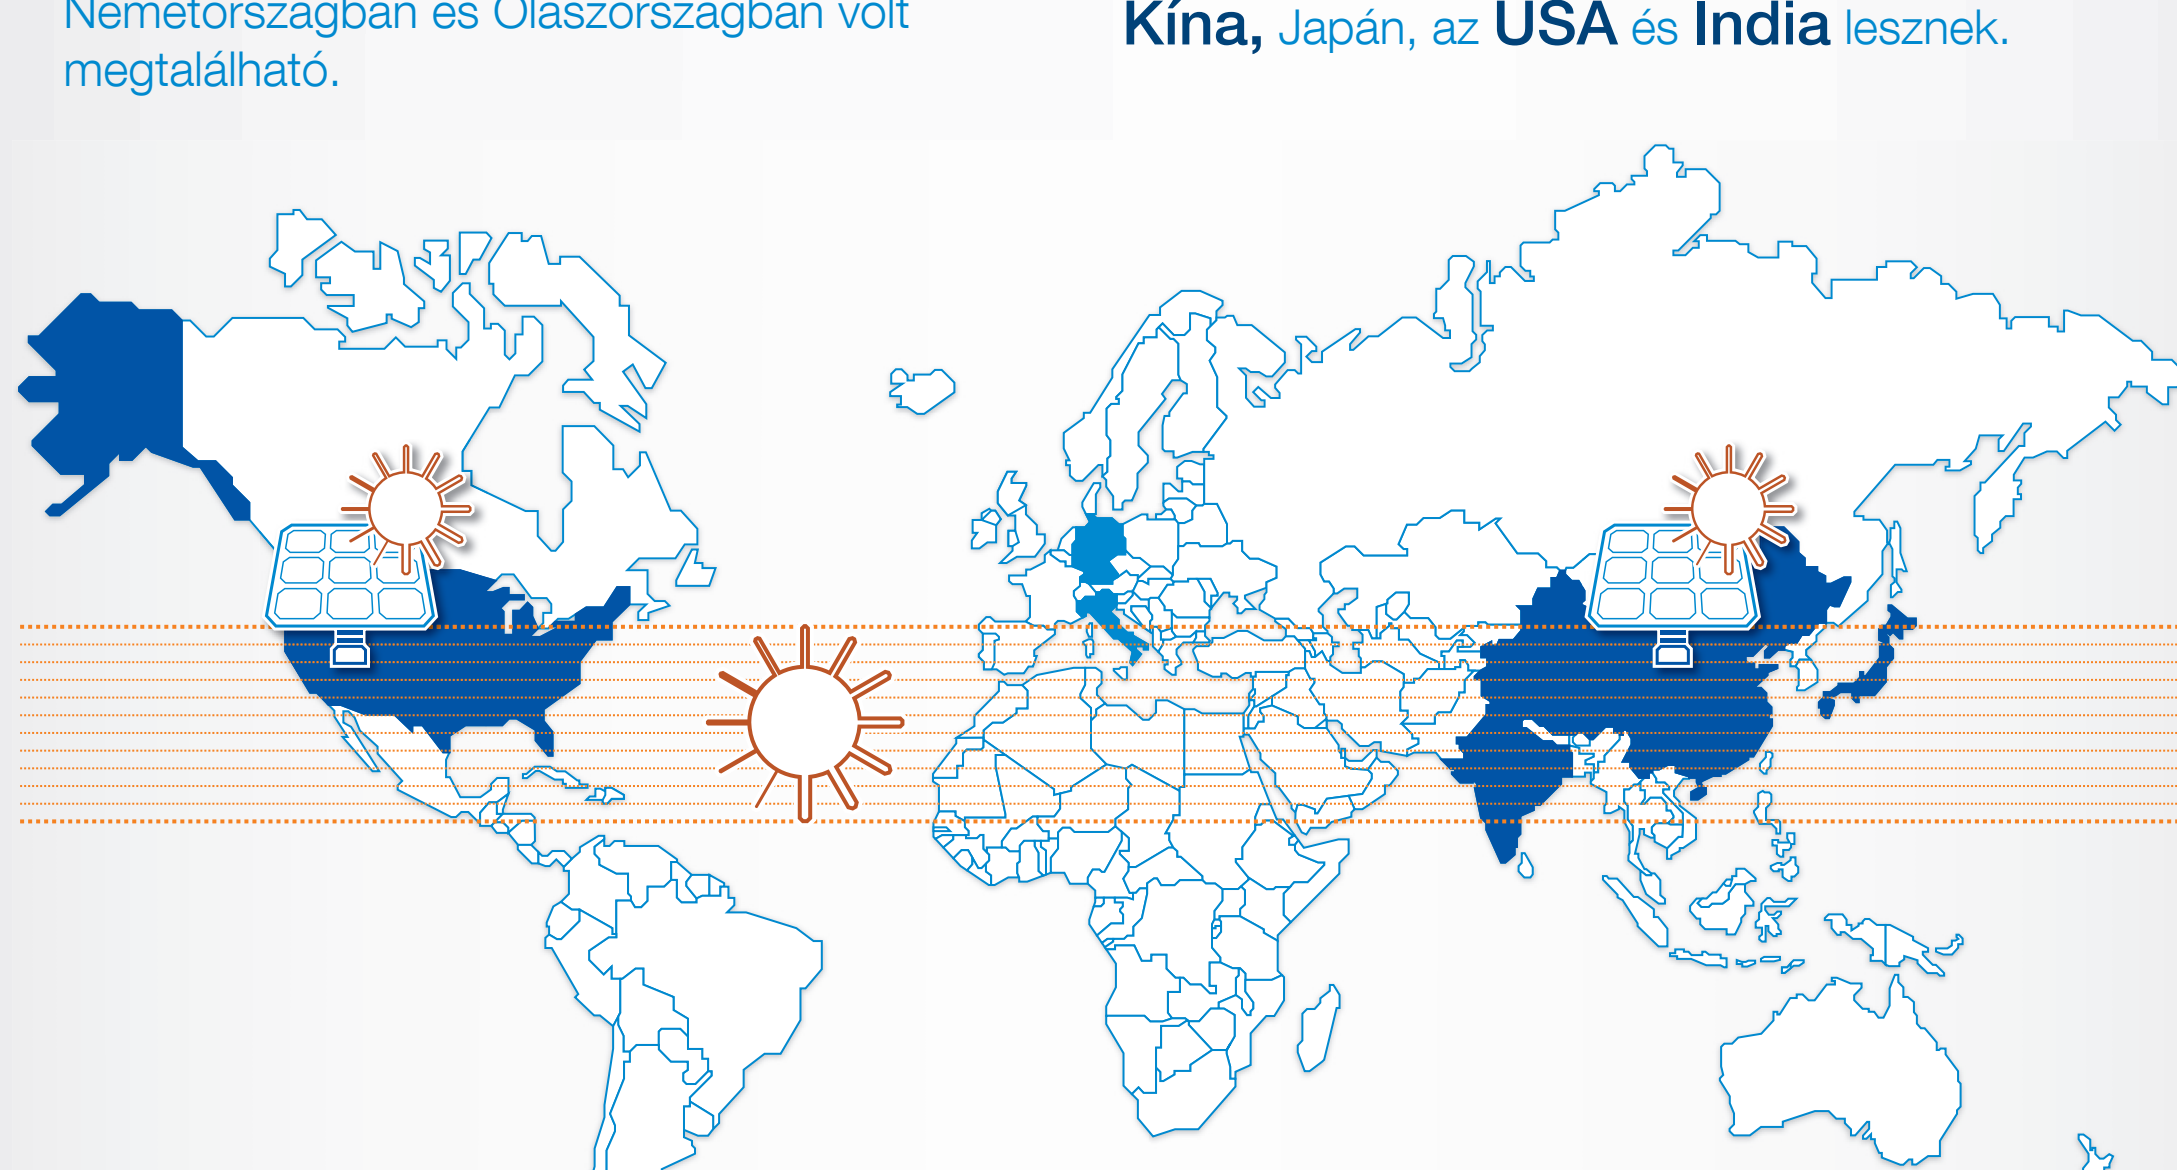 Németországban és Olaszországban volt
megtalálható.
Kína, Japán, az USA és India lesznek.